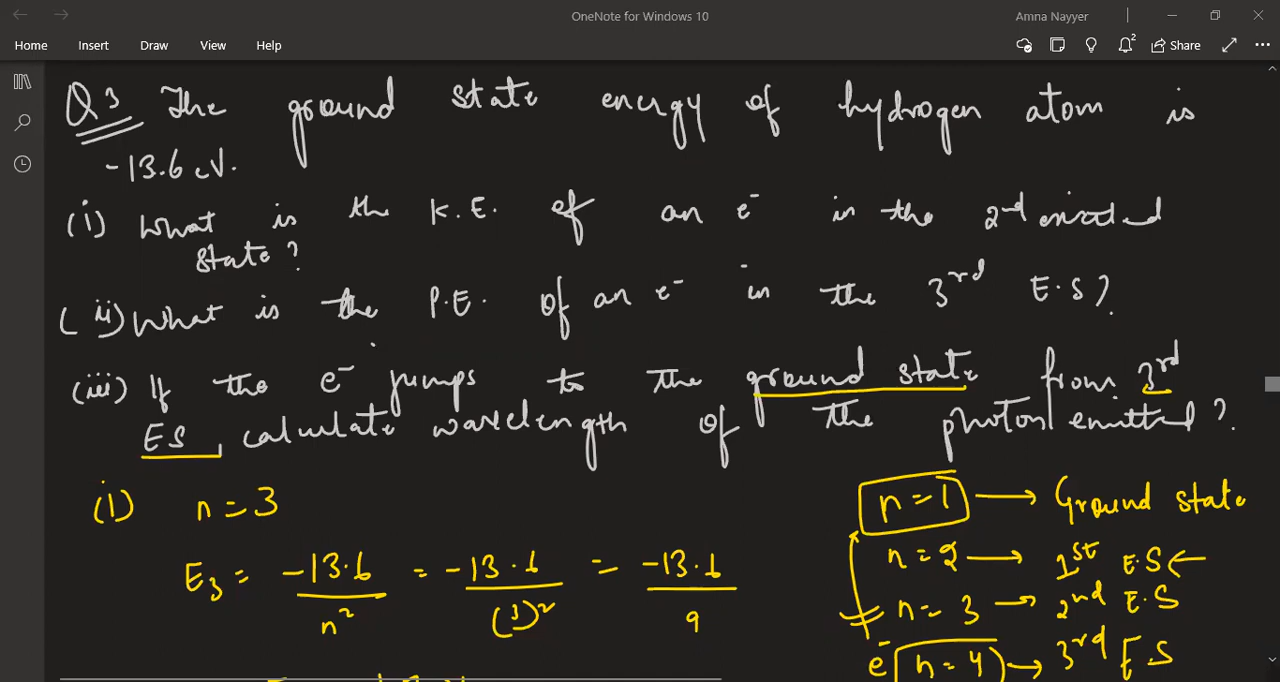 OneNote for Windows 10
Amna Nayyer
Home Insert Draw View Help
2
Share
Q3 The ground state energy of hydrogen atom is
-13.6 eV.
(i) What is the K.E. of an e⁻ in the 2nd excited
state?
(ii) What is the P.E. of an e⁻ in the 3rd E.S?
(iii) If the e⁻ jumps to the ground state from 3rd
ES, calculate wavelength of the photon emitted?
(i) n = 3
E₃ = -13.6/n² = -13.6/(3)² = -13.6/9
n = 1 → Ground state
n = 2 → 1st E.S ←
n = 3 → 2nd E.S
e⁻ n = 4 → 3rd E.S